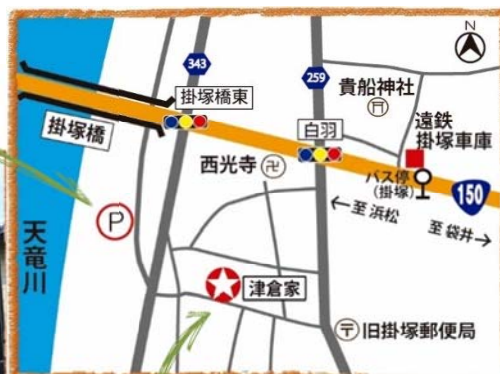 N
343
掛塚橋東
259
貴船神社
遠鉄
掛塚車庫
掛塚橋
白羽
西光寺
バス停
(掛塚)
150
←至 浜松
至 袋井→
P
天竜川
津倉家
旧掛塚郵便局